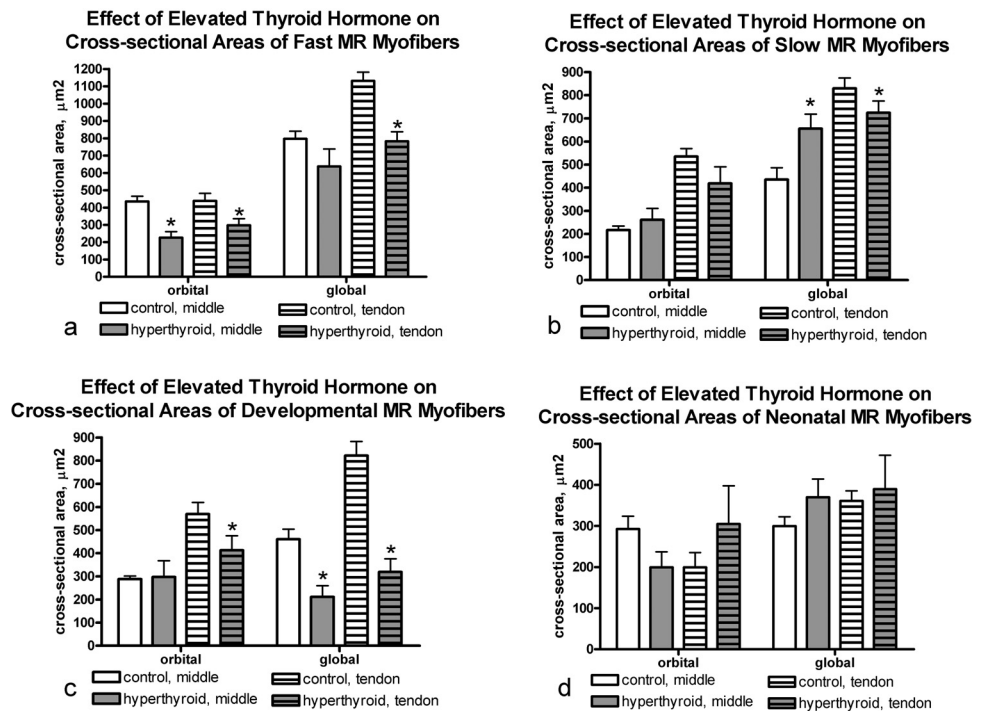 Effect of Elevated Thyroid Hormone on
Cross-sectional Areas of Fast MR Myofibers
cross-sectional area, μm2
1200
1100
1000
900
800
700
600
500
400
300
200
100
0
*
*
*
orbital
global
control, middle
control, tendon
hyperthyroid, middle
hyperthyroid, tendon
a
Effect of Elevated Thyroid Hormone on
Cross-sectional Areas of Slow MR Myofibers
cross-sectional area, μm2
900
800
700
600
500
400
300
200
100
0
*
*
orbital
global
control, middle
control, tendon
hyperthyroid, middle
hyperthyroid, tendon
b
Effect of Elevated Thyroid Hormone on
Cross-sectional Areas of Developmental MR Myofibers
cross-sectional area, μm2
900
800
700
600
500
400
300
200
100
0
*
*
*
orbital
global
control, middle
control, tendon
hyperthyroid, middle
hyperthyroid, tendon
c
Effect of Elevated Thyroid Hormone on
Cross-sectional Areas of Neonatal MR Myofibers
cross-sectional area, μm2
500
400
300
200
100
0
orbital
global
control, middle
control, tendon
hyperthyroid, middle
hyperthyroid, tendon
d